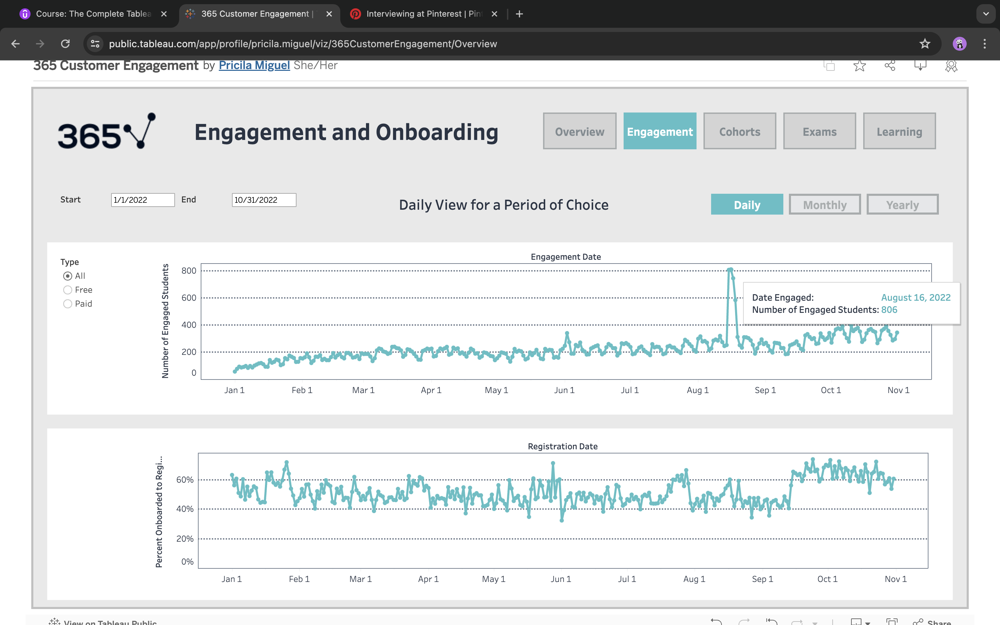 Course: The Complete Tablea
365 Customer Engagement |
Interviewing at Pinterest | Pin
public.tableau.com/app/profile/pricila.miguel/viz/365CustomerEngagement/Overview
365 Customer Engagement by Pricila Miguel She/Her
365
Engagement and Onboarding
Overview
Engagement
Cohorts
Exams
Learning
Start 1/1/2022 End 10/31/2022
Daily View for a Period of Choice
Daily
Monthly
Yearly
Type
All
Free
Paid
Engagement Date
Number of Engaged Students
800
600
400
200
0
Date Engaged: August 16, 2022
Number of Engaged Students: 806
Jan 1 Feb 1 Mar 1 Apr 1 May 1 Jun 1 Jul 1 Aug 1 Sep 1 Oct 1 Nov 1
Registration Date
Percent Onboarded to Regi...
60%
40%
20%
0%
Jan 1 Feb 1 Mar 1 Apr 1 May 1 Jun 1 Jul 1 Aug 1 Sep 1 Oct 1 Nov 1
View on Tableau Public
Share